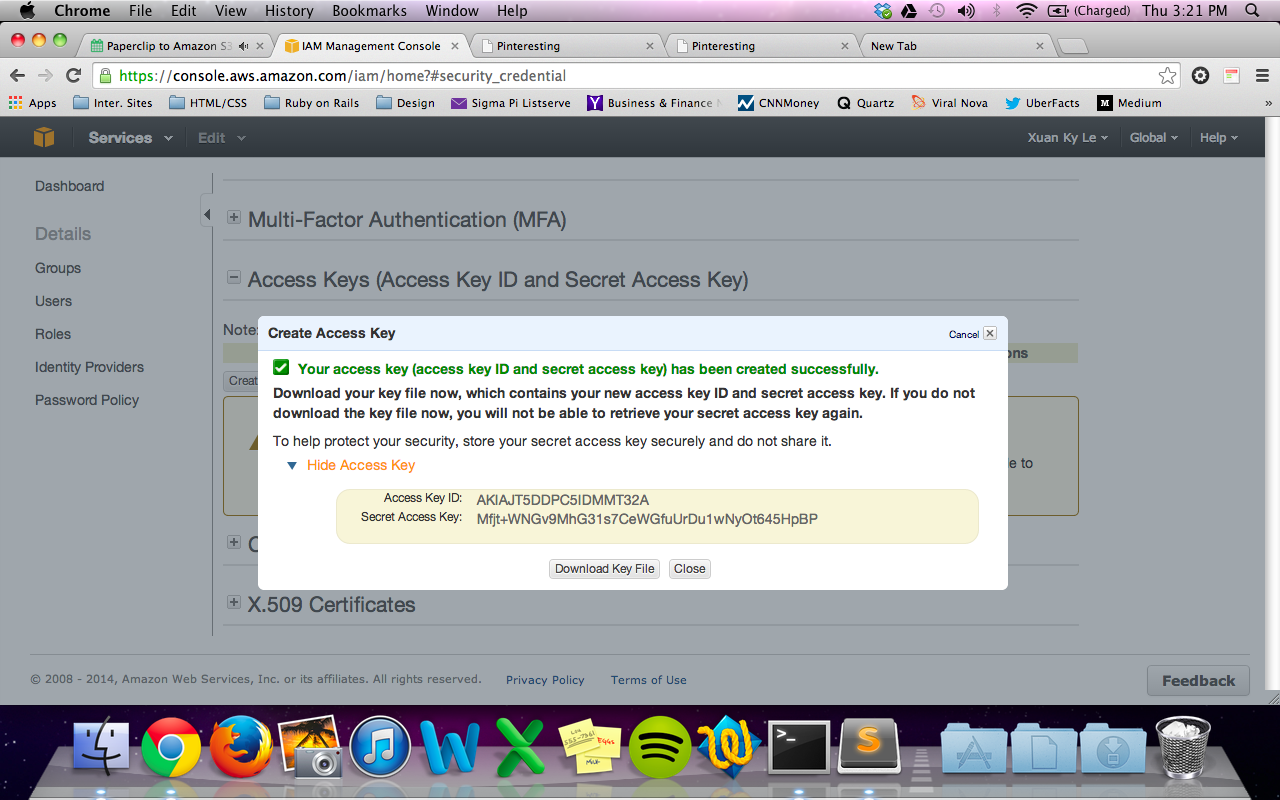 Chrome File Edit View History Bookmarks Window Help (Charged) Thu 3:21 PM
Paperclip to Amazon S3 IAM Management Console Pinteresting Pinteresting New Tab
https://console.aws.amazon.com/iam/home?#security_credential
Apps Inter. Sites HTML/CSS Ruby on Rails Design Sigma Pi Listserve Business & Finance CNNMoney Quartz Viral Nova UberFacts Medium »
Services Edit Xuan Ky Le Global Help
Dashboard
Details
Groups
Users
Roles
Identity Providers
Password Policy
Multi-Factor Authentication (MFA)
Access Keys (Access Key ID and Secret Access Key)
Note:
Create Access Key
Cancel
Your access key (access key ID and secret access key) has been created successfully.
Download your key file now, which contains your new access key ID and secret access key. If you do not
download the key file now, you will not be able to retrieve your secret access key again.
To help protect your security, store your secret access key securely and do not share it.
Hide Access Key
Access Key ID: AKIAJT5DDPC5IDMMT32A
Secret Access Key: Mfjt+WNGv9MhG31s7CeWGfuUrDu1wNyOt645HpBP
Download Key File Close
X.509 Certificates
© 2008 - 2014, Amazon Web Services, Inc. or its affiliates. All rights reserved. Privacy Policy Terms of Use
Feedback